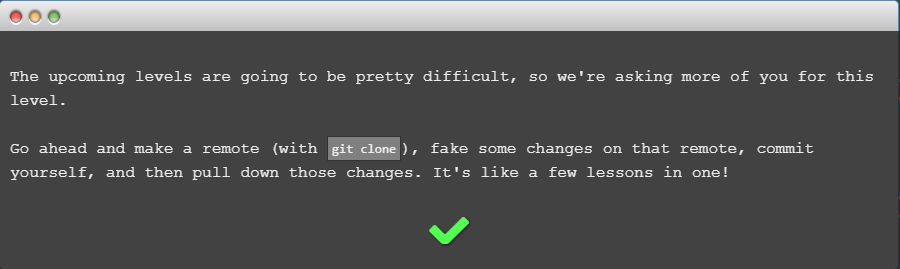 The upcoming levels are going to be pretty difficult, so we're asking more of you for this
level.
Go ahead and make a remote (with git clone), fake some changes on that remote, commit
yourself, and then pull down those changes. It's like a few lessons in one!